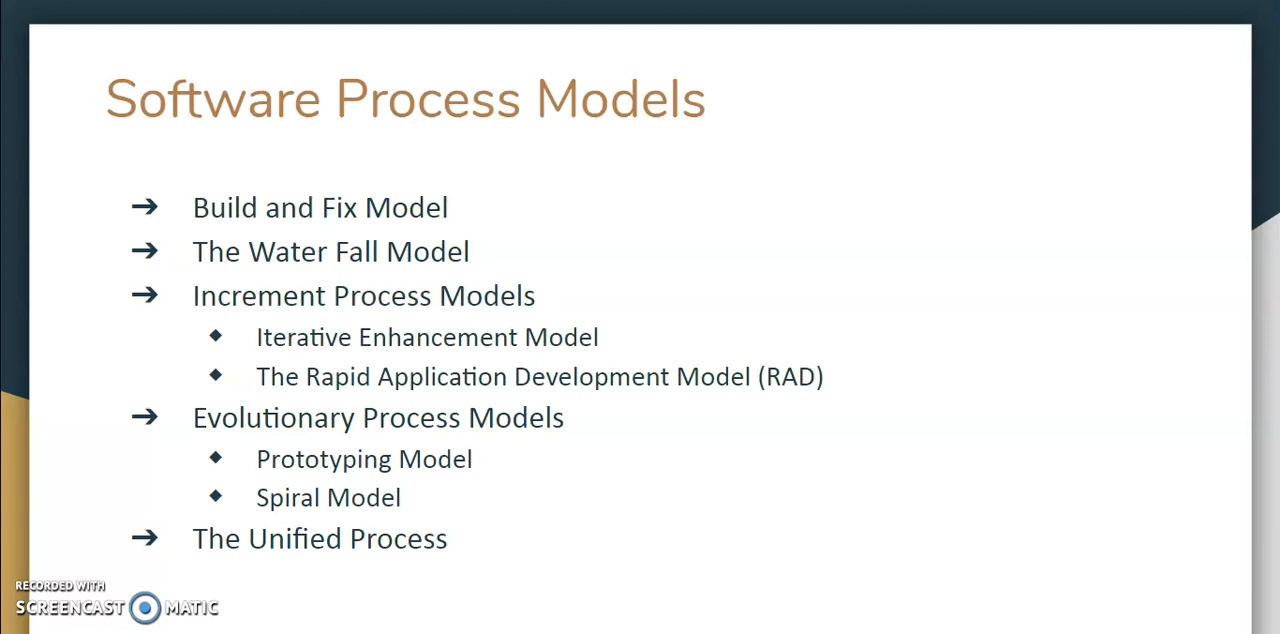 Software Process Models
➔ Build and Fix Model
➔ The Water Fall Model
➔ Increment Process Models
◆ Iterative Enhancement Model
◆ The Rapid Application Development Model (RAD)
➔ Evolutionary Process Models
◆ Prototyping Model
◆ Spiral Model
➔ The Unified Process
RECORDED WITH
SCREENCAST MATIC